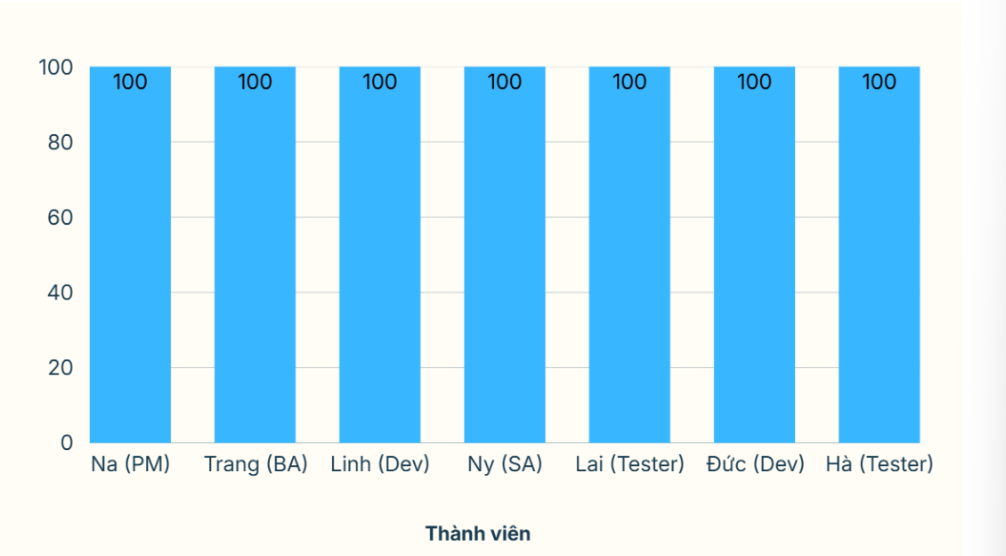 100
100 100 100 100 100 100 100
80
60
40
20
0
Na (PM) Trang (BA) Linh (Dev) Ny (SA) Lai (Tester) Đức (Dev) Hà (Tester)
Thành viên